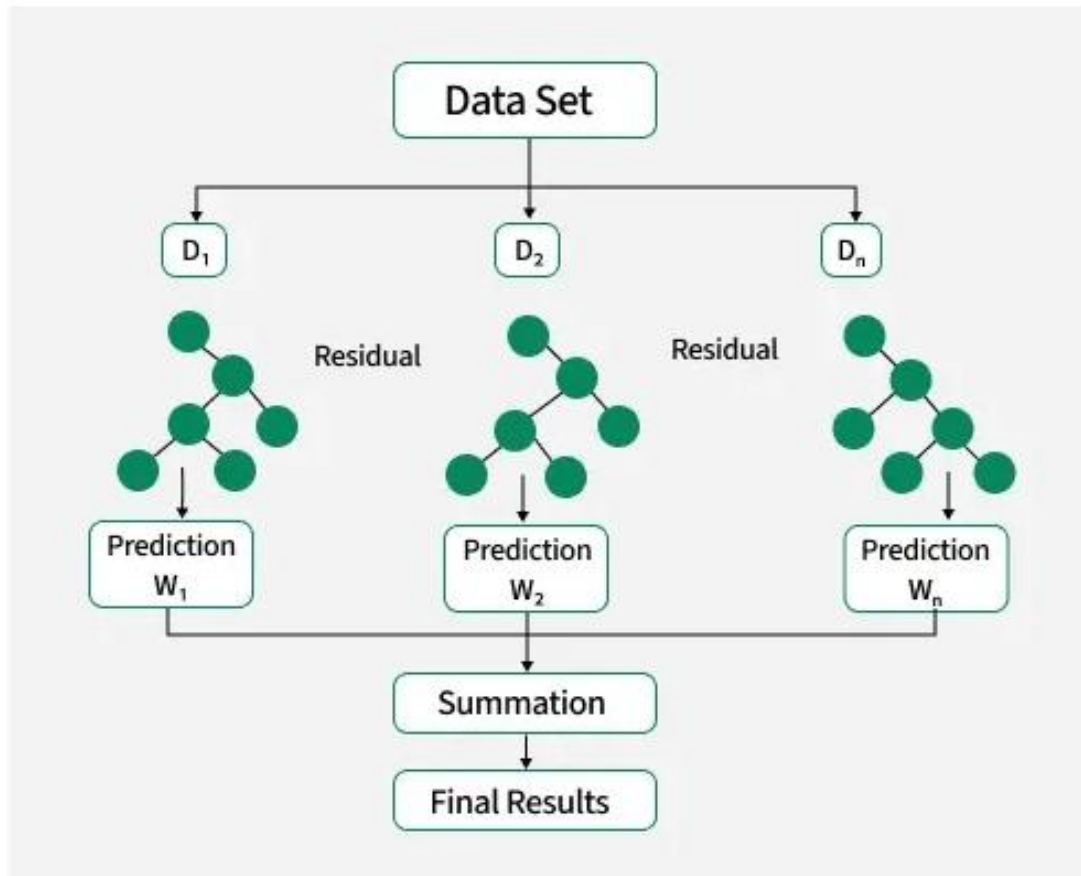 Data Set
D₁
D₂
Dₙ
Residual
Residual
Prediction
W₁
Prediction
W₂
Prediction
Wₙ
Summation
Final Results